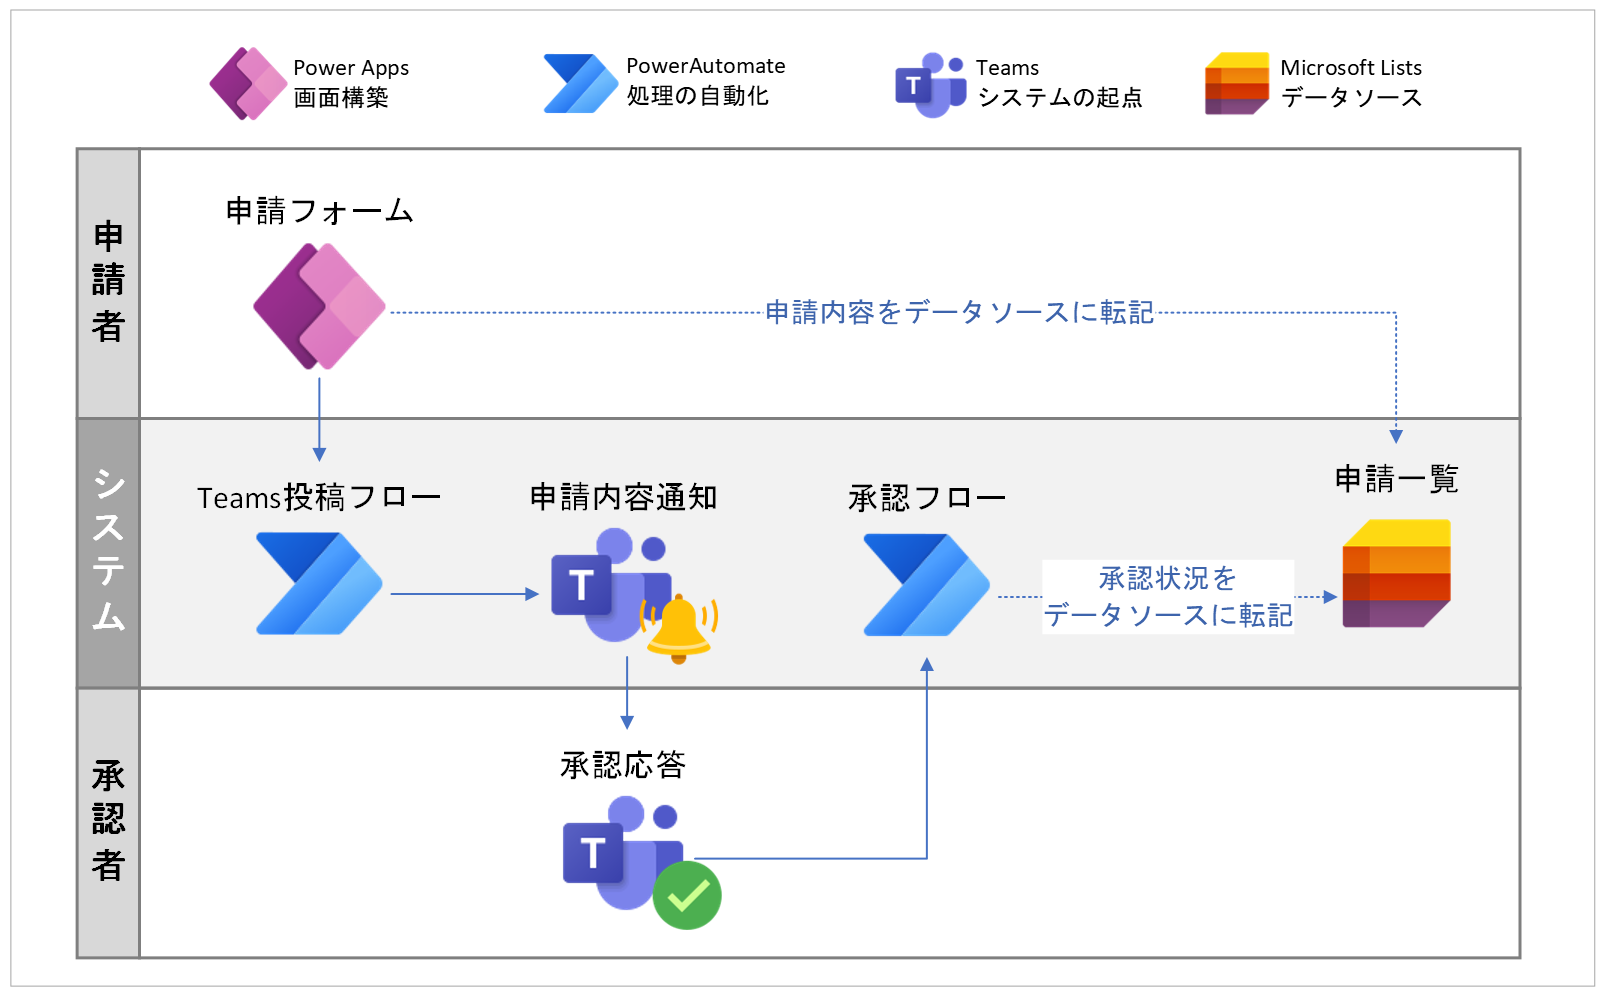 Power Apps
画面構築
PowerAutomate
処理の自動化
Teams
システムの起点
Microsoft Lists
データソース
申請者
申請フォーム
申請内容をデータソースに転記
システム
Teams投稿フロー
申請内容通知
承認フロー
申請一覧
T
承認状況を
データソースに転記
承認者
承認応答
T
T